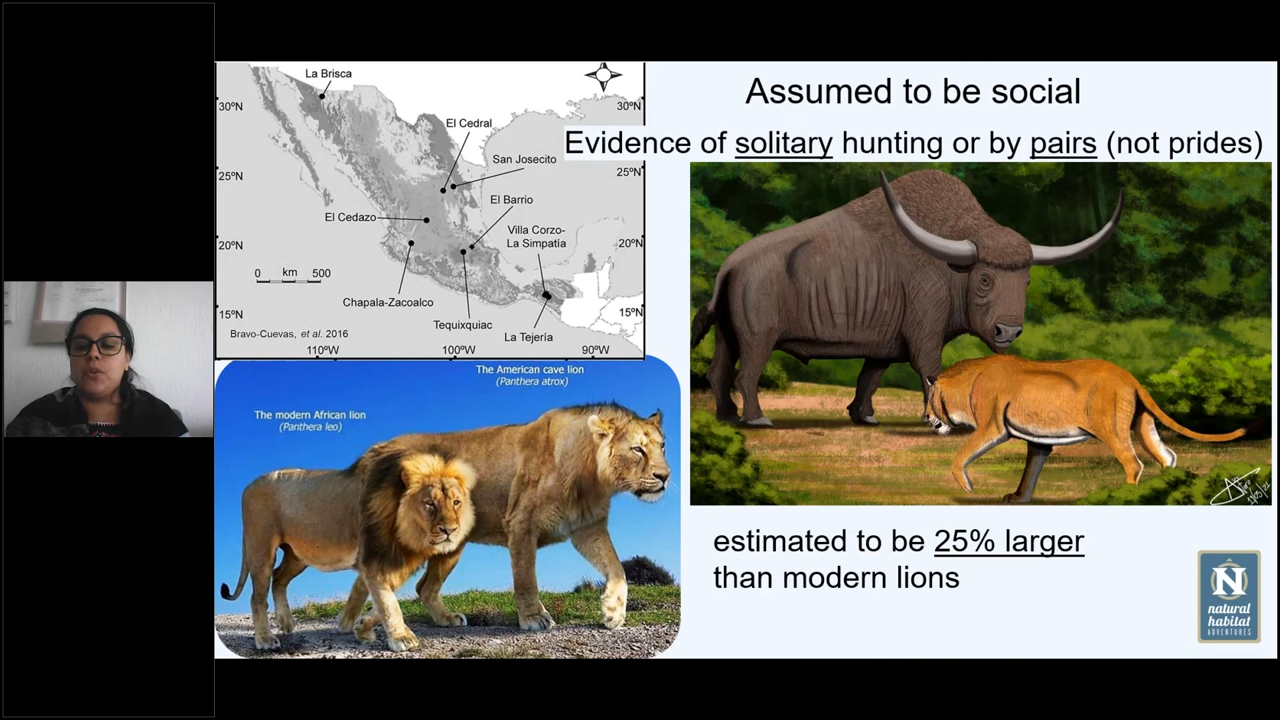 Assumed to be social
Evidence of solitary hunting or by pairs (not prides)
La Brisca
30ºN
30ºN
El Cedral
San Josecito
25ºN
25ºN
El Barrio
El Cedazo
Villa Corzo-
La Simpatía
20ºN
20ºN
0 km 500
Chapala-Zacoalco
15ºN
15ºN
Tequixquiac
La Tejería
Bravo-Cuevas, et al. 2016
110ºW
100ºW
90ºW
The American cave lion
(Panthera atrox)
The modern African lion
(Panthera leo)
estimated to be 25% larger
than modern lions
N
natural
habitat
ADVENTURES